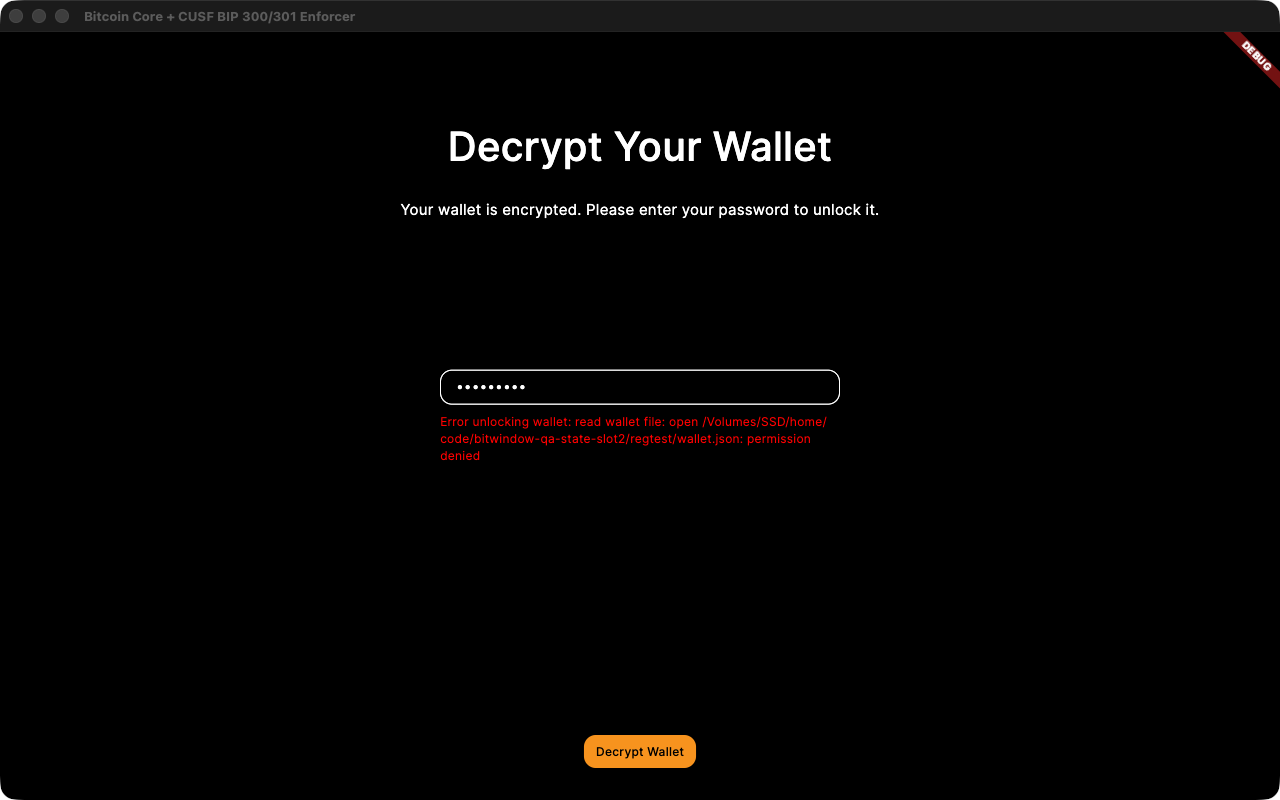 Bitcoin Core + CUSF BIP 300/301 Enforcer
DEBUG
Decrypt Your Wallet
Your wallet is encrypted. Please enter your password to unlock it.
•••••••••
Error unlocking wallet: read wallet file: open /Volumes/SSD/home/
code/bitwindow-qa-state-slot2/regtest/wallet.json: permission
denied
Decrypt Wallet